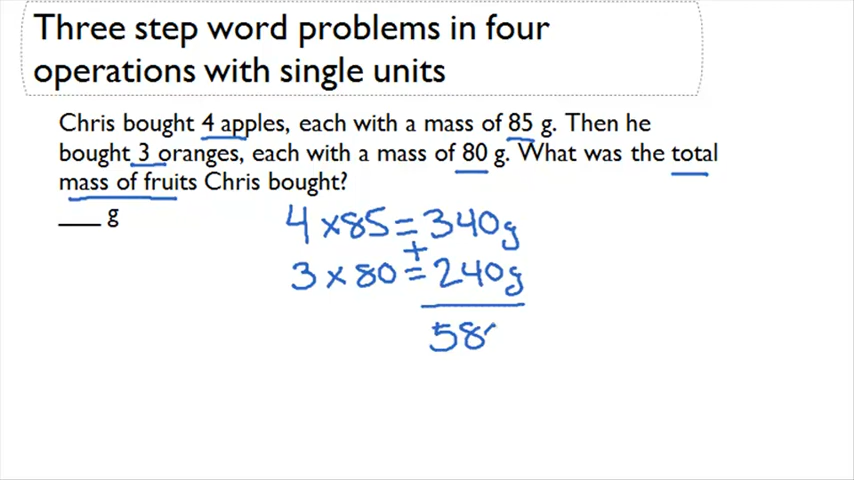 Three step word problems in four
operations with single units
Chris bought 4 apples, each with a mass of 85 g. Then he
bought 3 oranges, each with a mass of 80 g. What was the total
mass of fruits Chris bought?
___ g
4 × 85 = 340g
+
3 × 80 = 240g
58